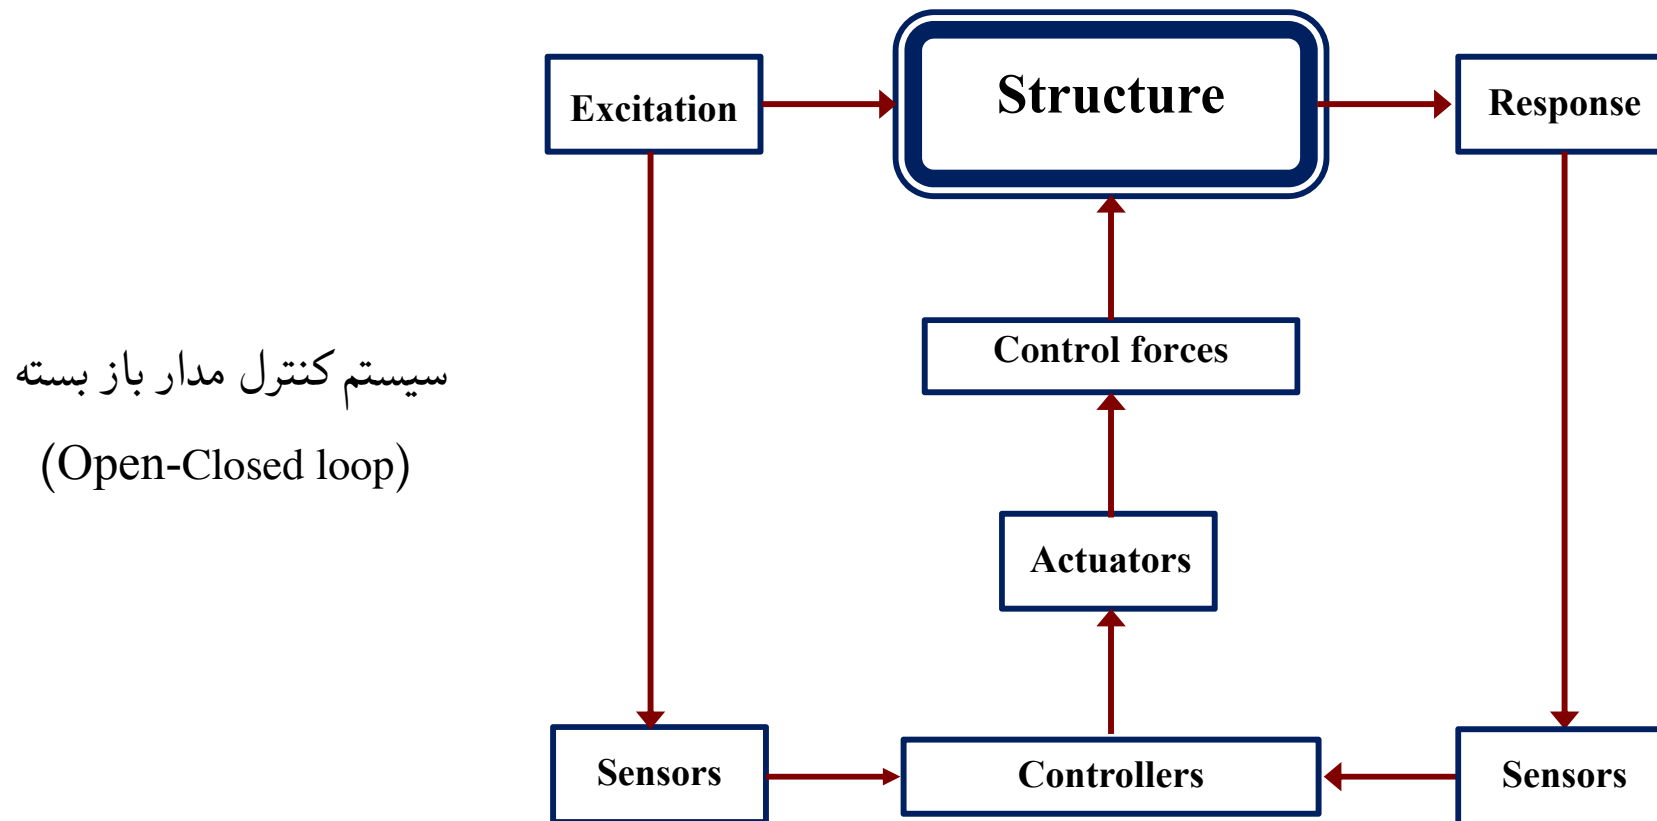 Excitation
Structure
Response
Control forces
سیستم کنترل مدار باز بسته
(Open-Closed loop)
Actuators
Sensors
Controllers
Sensors